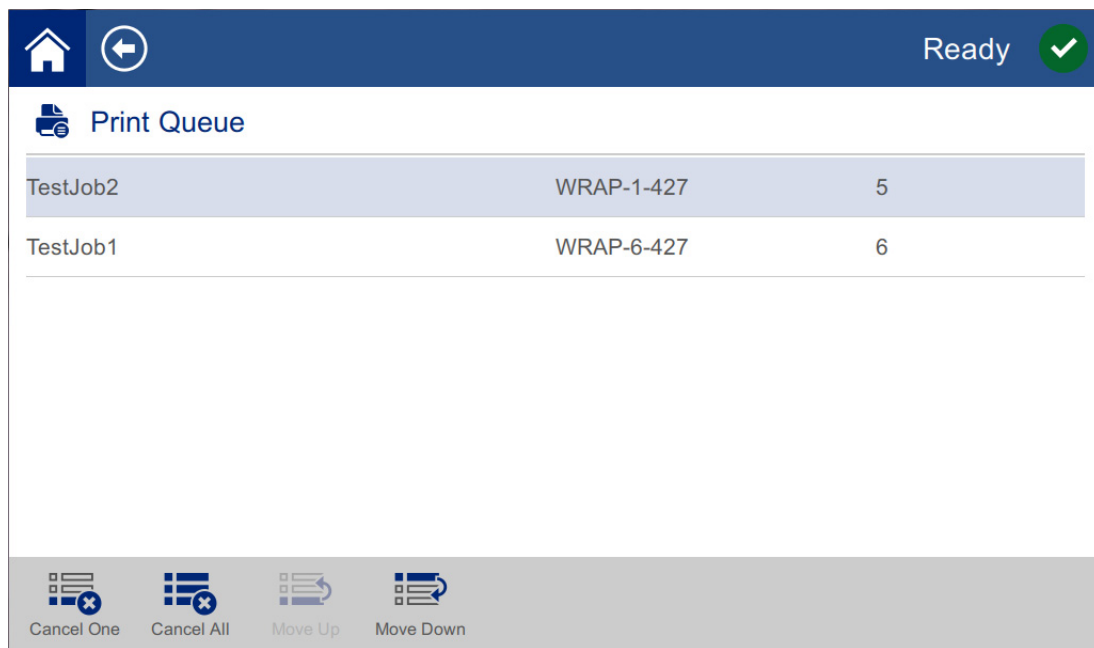 Ready
Print Queue
TestJob2 WRAP-1-427 5
TestJob1 WRAP-6-427 6
Cancel One Cancel All Move Up Move Down